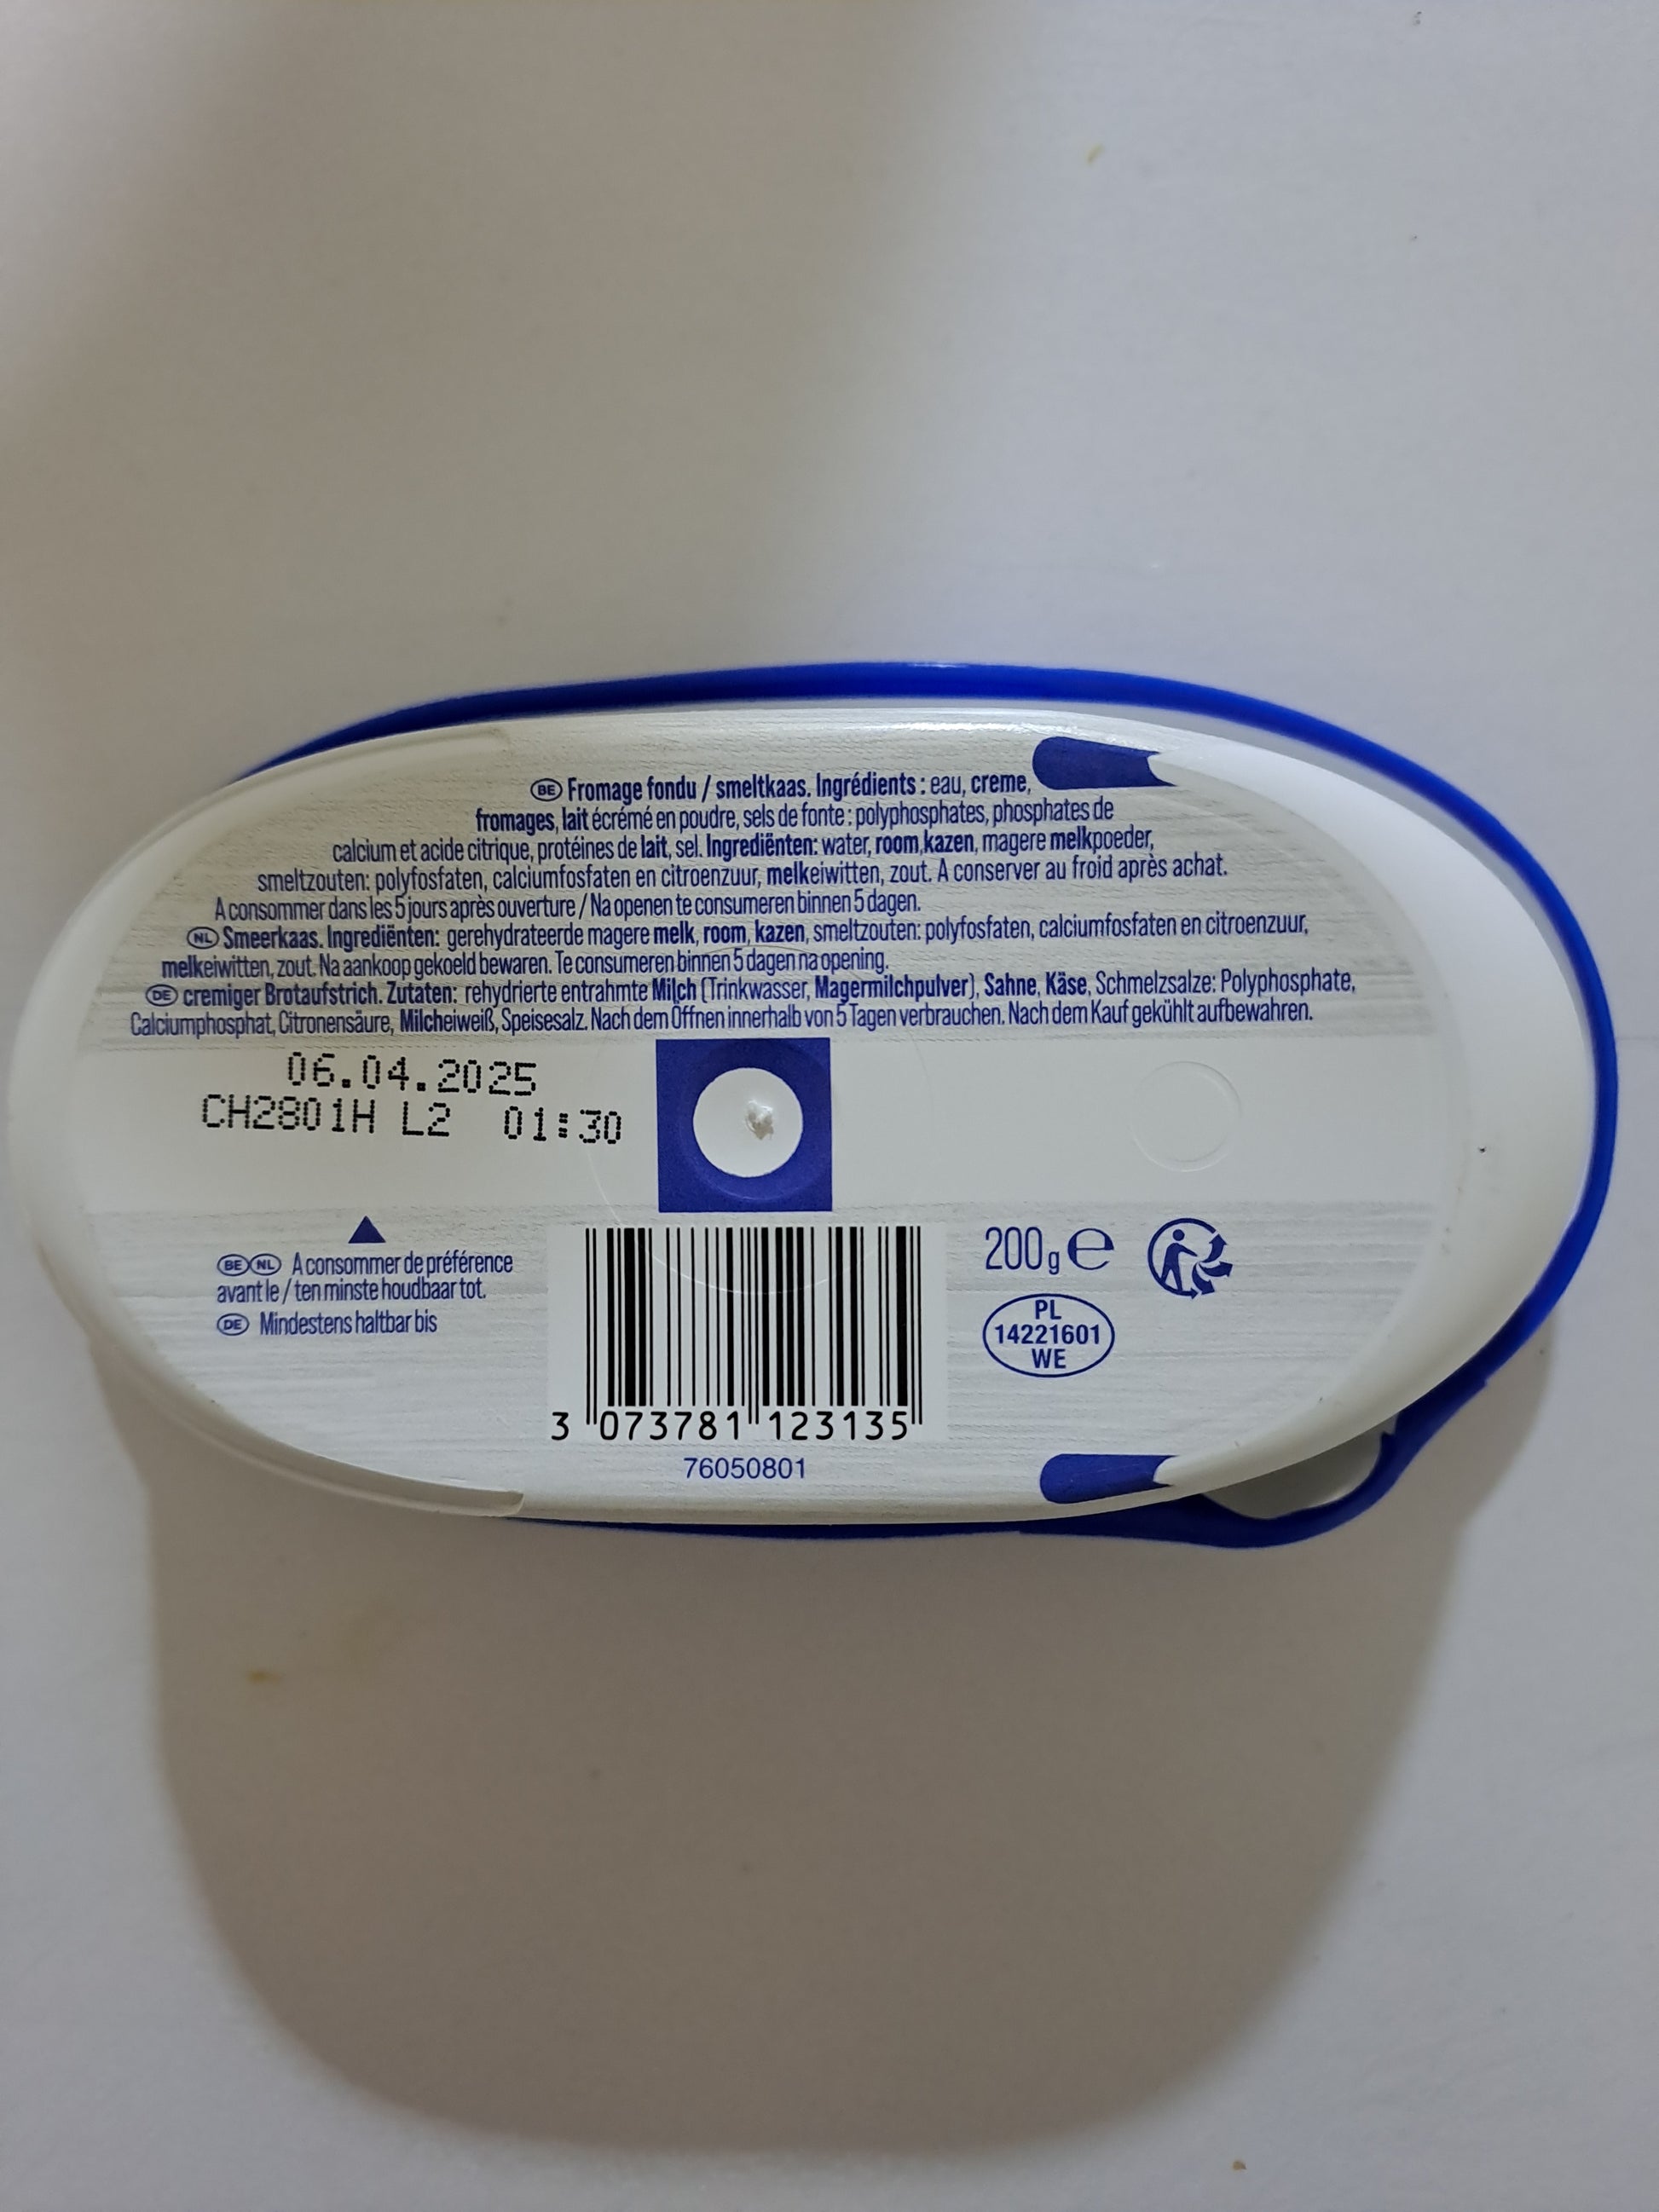 BE Fromage fondu / smeltkaas. Ingrédients : eau, creme,
fromages, lait écrémé en poudre, sels de fonte : polyphosphates, phosphates de
calcium et acide citrique, protéines de lait, sel. Ingrediënten: water, room,kazen, magere melkpoeder,
smeltzouten: polyfosfaten, calciumfosfaten en citroenzuur, melkeiwitten, zout. A conserver au froid après achat.
A consommer dans les 5 jours après ouverture / Na openen te consumeren binnen 5 dagen.
NL Smeerkaas. Ingrediënten: gerehydrateerde magere melk, room, kazen, smeltzouten: polyfosfaten, calciumfosfaten en citroenzuur,
melkeiwitten, zout. Na aankoop gekoeld bewaren. Te consumeren binnen 5 dagen na opening.
DE cremiger Brotaufstrich. Zutaten: rehydrierte entrahmte Milch (Trinkwasser, Magermilchpulver), Sahne, Käse, Schmelzsalze: Polyphosphate,
Calciumphosphat, Citronensäure, Milcheiweiß, Speisesalz. Nach dem Öffnen innerhalb von 5 Tagen verbrauchen. Nach dem Kauf gekühlt aufbewahren.
06.04.2025
CH2801H L2 01:30
BE NL A consommer de préférence
avant le / ten minste houdbaar tot.
DE Mindestens haltbar bis
3 073781 123135
76050801
200g e
PL
14221601
WE